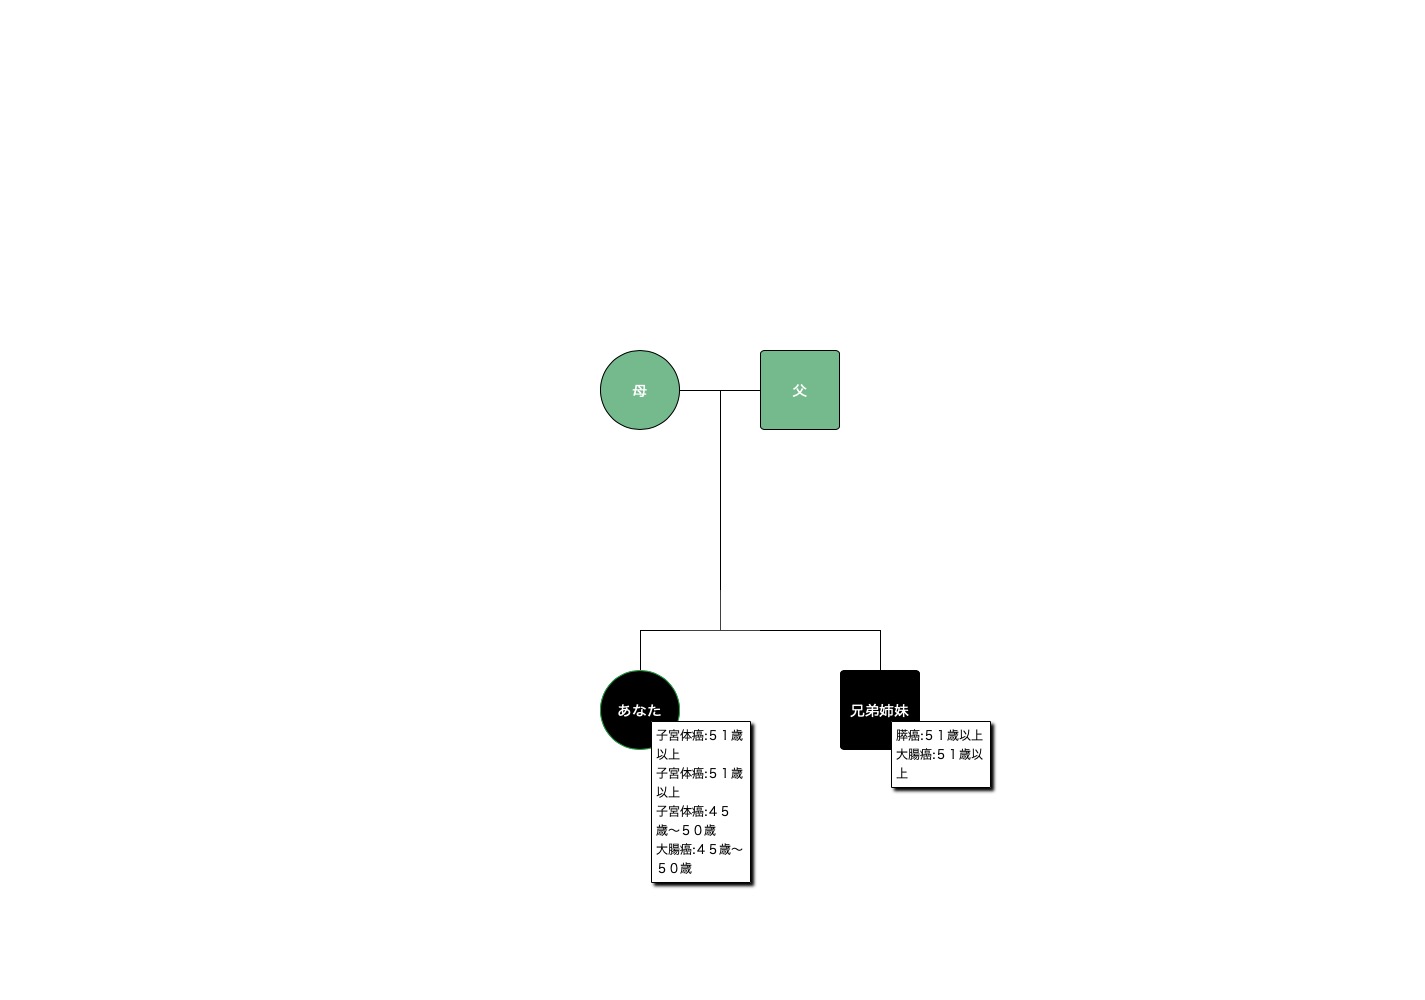 母
父
あなた
兄弟姉妹
子宮体癌:５１歳
以上
子宮体癌:５１歳
以上
子宮体癌:４５
歳〜５０歳
大腸癌:４５歳〜
５０歳
膵癌:５１歳以上
大腸癌:５１歳以
上